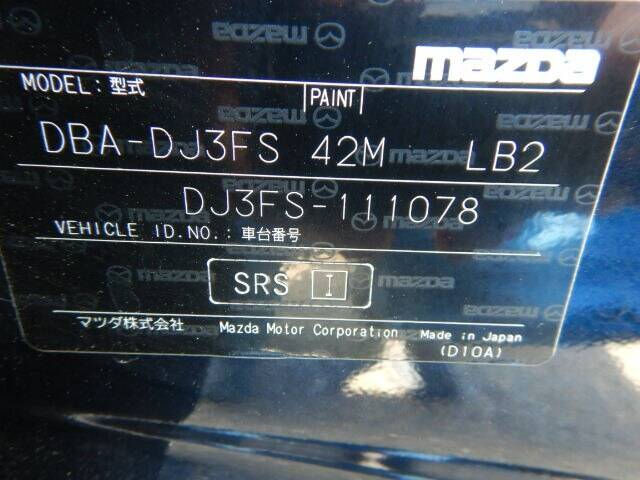 mazda
MODEL: 型式
PAINT
DBA-DJ3FS 42M LB2
DJ3FS-111078
VEHICLE ID.NO.: 車台番号
SRS I
マツダ株式会社 Mazda Motor Corporation Made in Japan
(D10A)